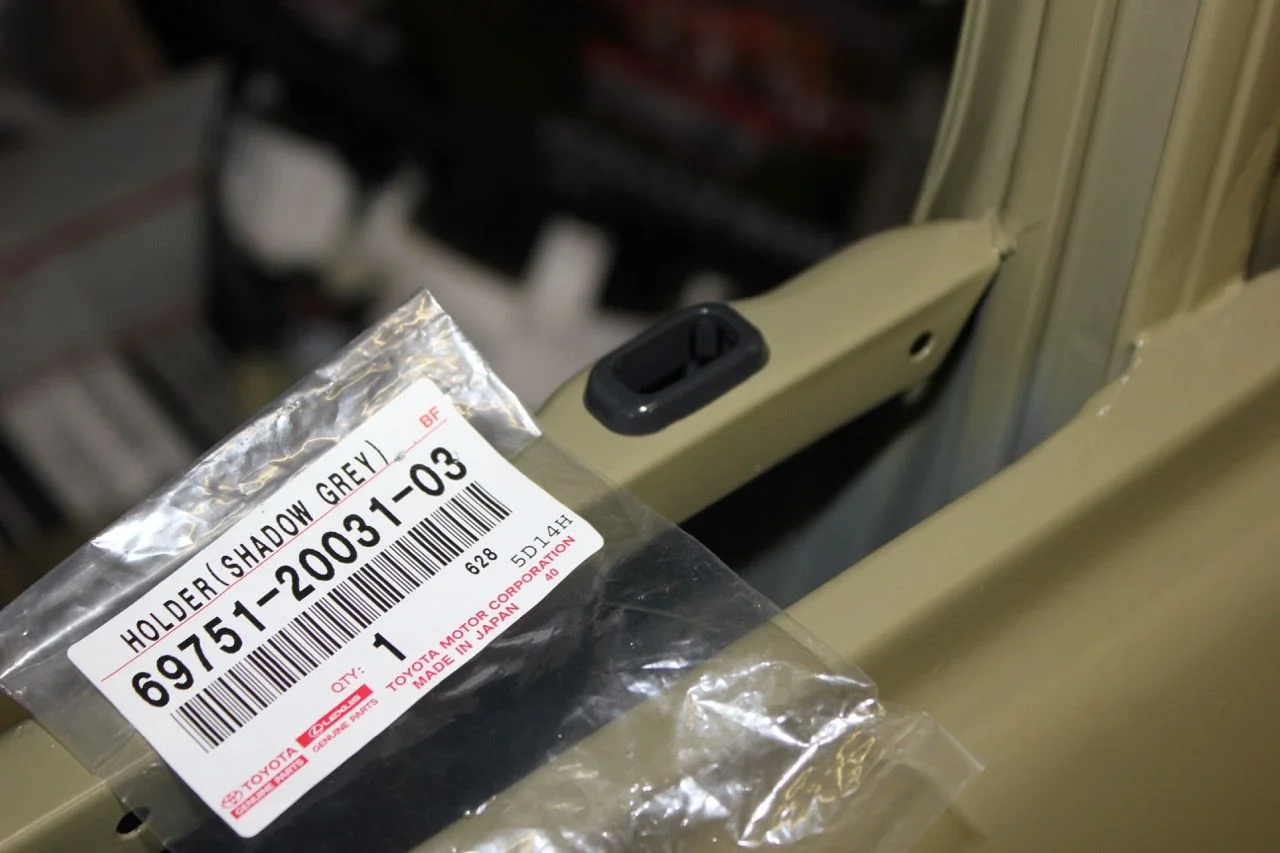 BF
HOLDER(SHADOW GREY)
69751-20031-03
628
5D14H
QTY: 1
TOYOTA MOTOR CORPORATION
MADE IN JAPAN
40
TOYOTA
GENUINE PARTS
LEXUS
GENUINE PARTS